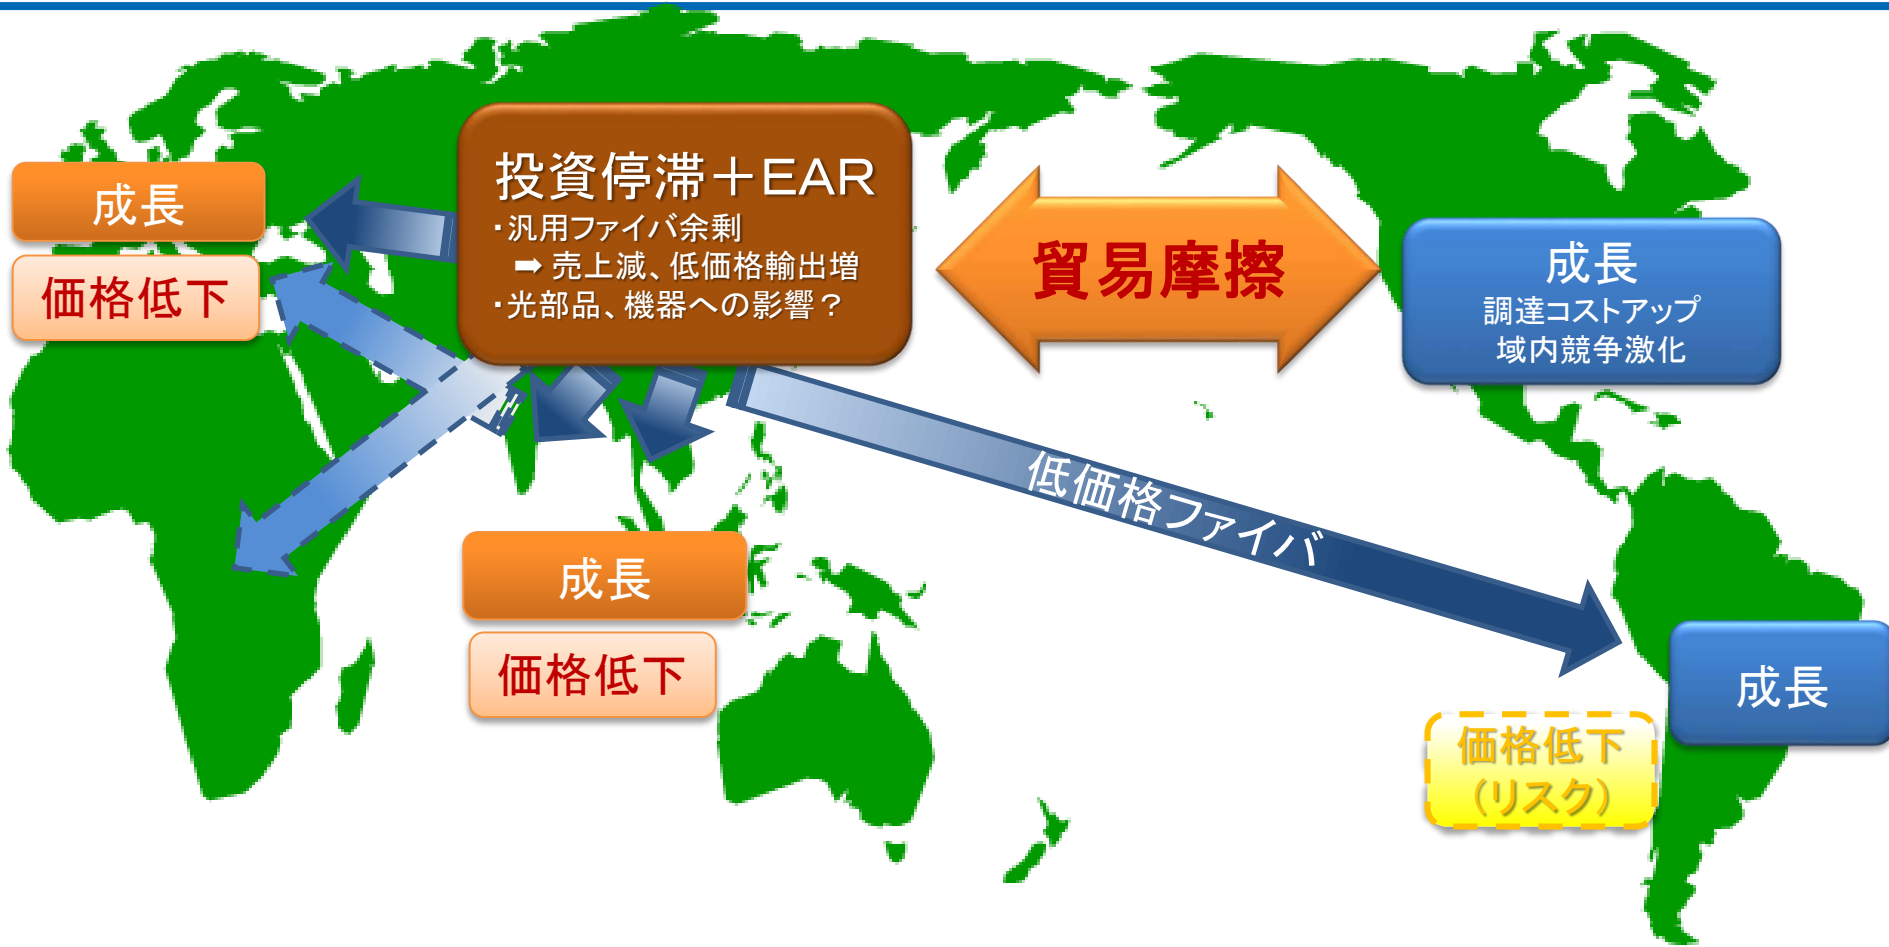 投資停滞＋ＥＡＲ
・汎用ファイバ余剰
➡ 売上減、低価格輸出増
・光部品、機器への影響？
成長
価格低下
貿易摩擦
成長
調達コストアップ
域内競争激化
低価格ファイバ
成長
価格低下
成長
価格低下
（リスク）